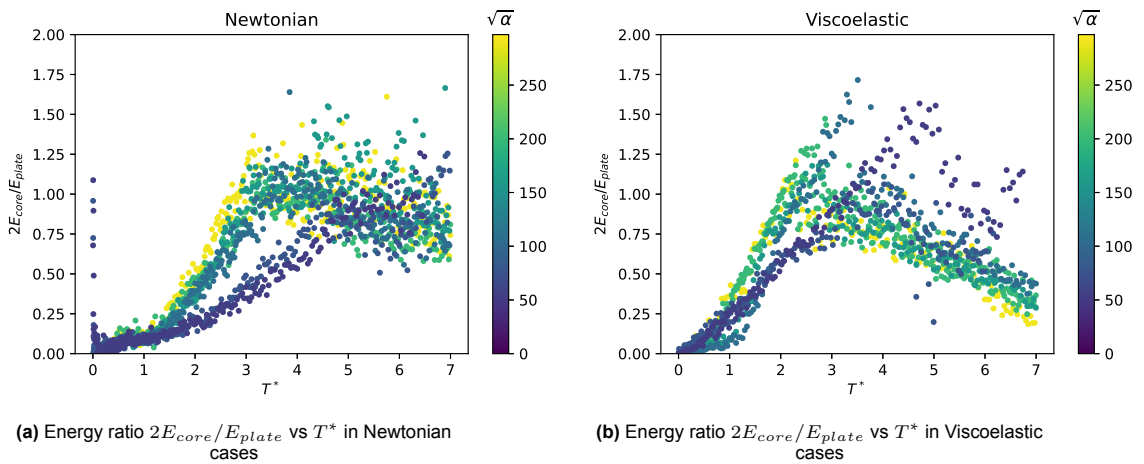 Newtonian
√α
2.00
1.75
1.50
1.25
1.00
0.75
0.50
0.25
0.00
2E_core/E_plate
0 1 2 3 4 5 6 7
T*
250
200
150
100
50
0
(a) Energy ratio 2E_core/E_plate vs T* in Newtonian
cases
Viscoelastic
√α
2.00
1.75
1.50
1.25
1.00
0.75
0.50
0.25
0.00
2E_core/E_plate
0 1 2 3 4 5 6 7
T*
250
200
150
100
50
0
(b) Energy ratio 2E_core/E_plate vs T* in Viscoelastic
cases